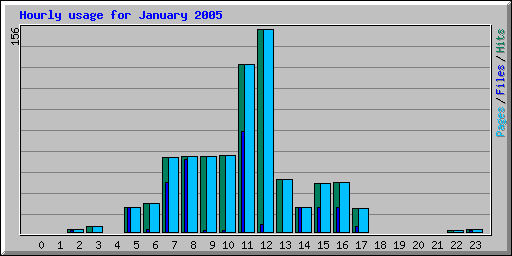 Hourly usage for January 2005
156
Pages/Files/Hits
0 1 2 3 4 5 6 7 8 9 10 11 12 13 14 15 16 17 18 19 20 21 22 23